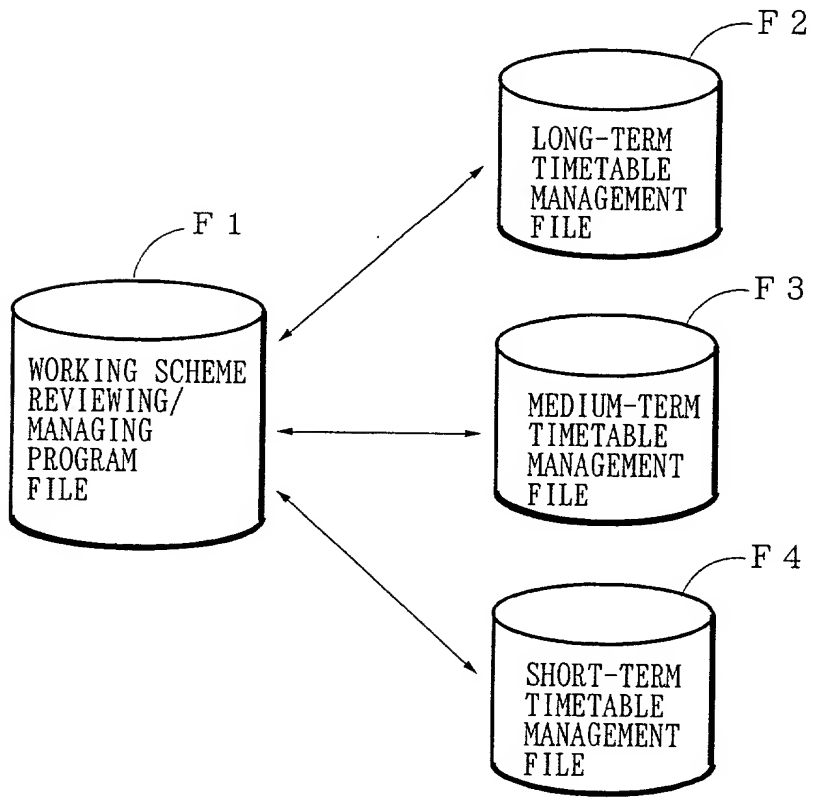 F 1
WORKING SCHEME
REVIEWING/
MANAGING
PROGRAM
FILE
F 2
LONG-TERM
TIMETABLE
MANAGEMENT
FILE
F 3
MEDIUM-TERM
TIMETABLE
MANAGEMENT
FILE
F 4
SHORT-TERM
TIMETABLE
MANAGEMENT
FILE